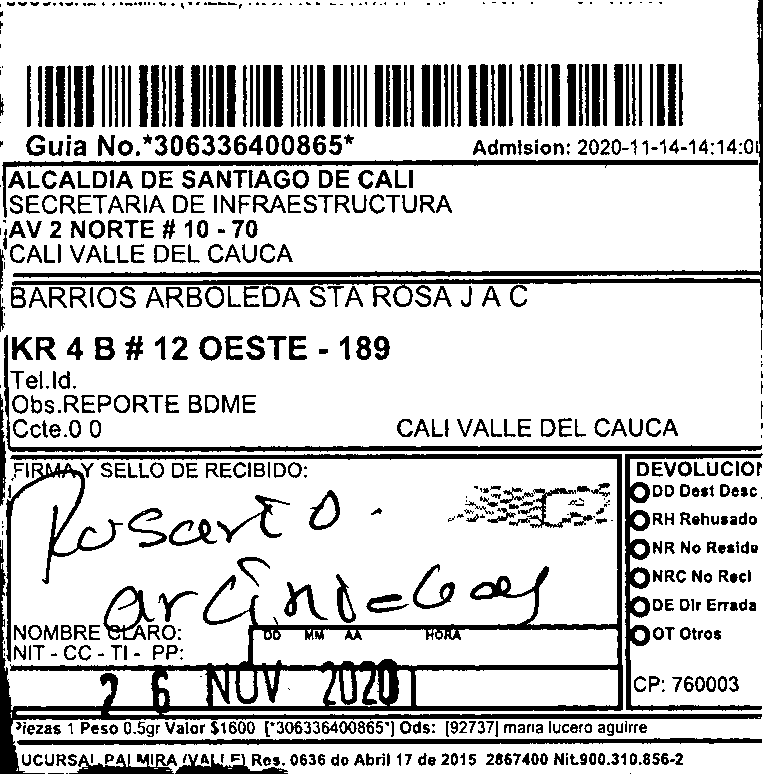 Guia No.*306336400865*
Admision: 2020-11-14-14:14:0
ALCALDIA DE SANTIAGO DE CALI
SECRETARIA DE INFRAESTRUCTURA
AV 2 NORTE # 10 - 70
CALI VALLE DEL CAUCA
BARRIOS ARBOLEDA STA ROSA J A C
KR 4 B # 12 OESTE - 189
Tel.Id.
Obs.REPORTE BDME
Ccte.0 0 CALI VALLE DEL CAUCA
FIRMA Y SELLO DE RECIBIDO:
Rosario
DEVOLUCION
DD Dest Desc
RH Rehusado
NR No Reside
NRC No Recl
DE Dir Errada
OT Otros
NOMBRE CLARO:
DD MM AA HORA
NIT - CC - TI - PP:
26 NOV 2020
CP: 760003
Piezas 1 Peso 0.5gr Valor $1600 [*306336400865*] Ods: [92737] maria lucero aguirre
UCURSAL PALMIRA (VALLE) Res. 0636 de Abril 17 de 2015 2867400 Nit.900.310.856-2